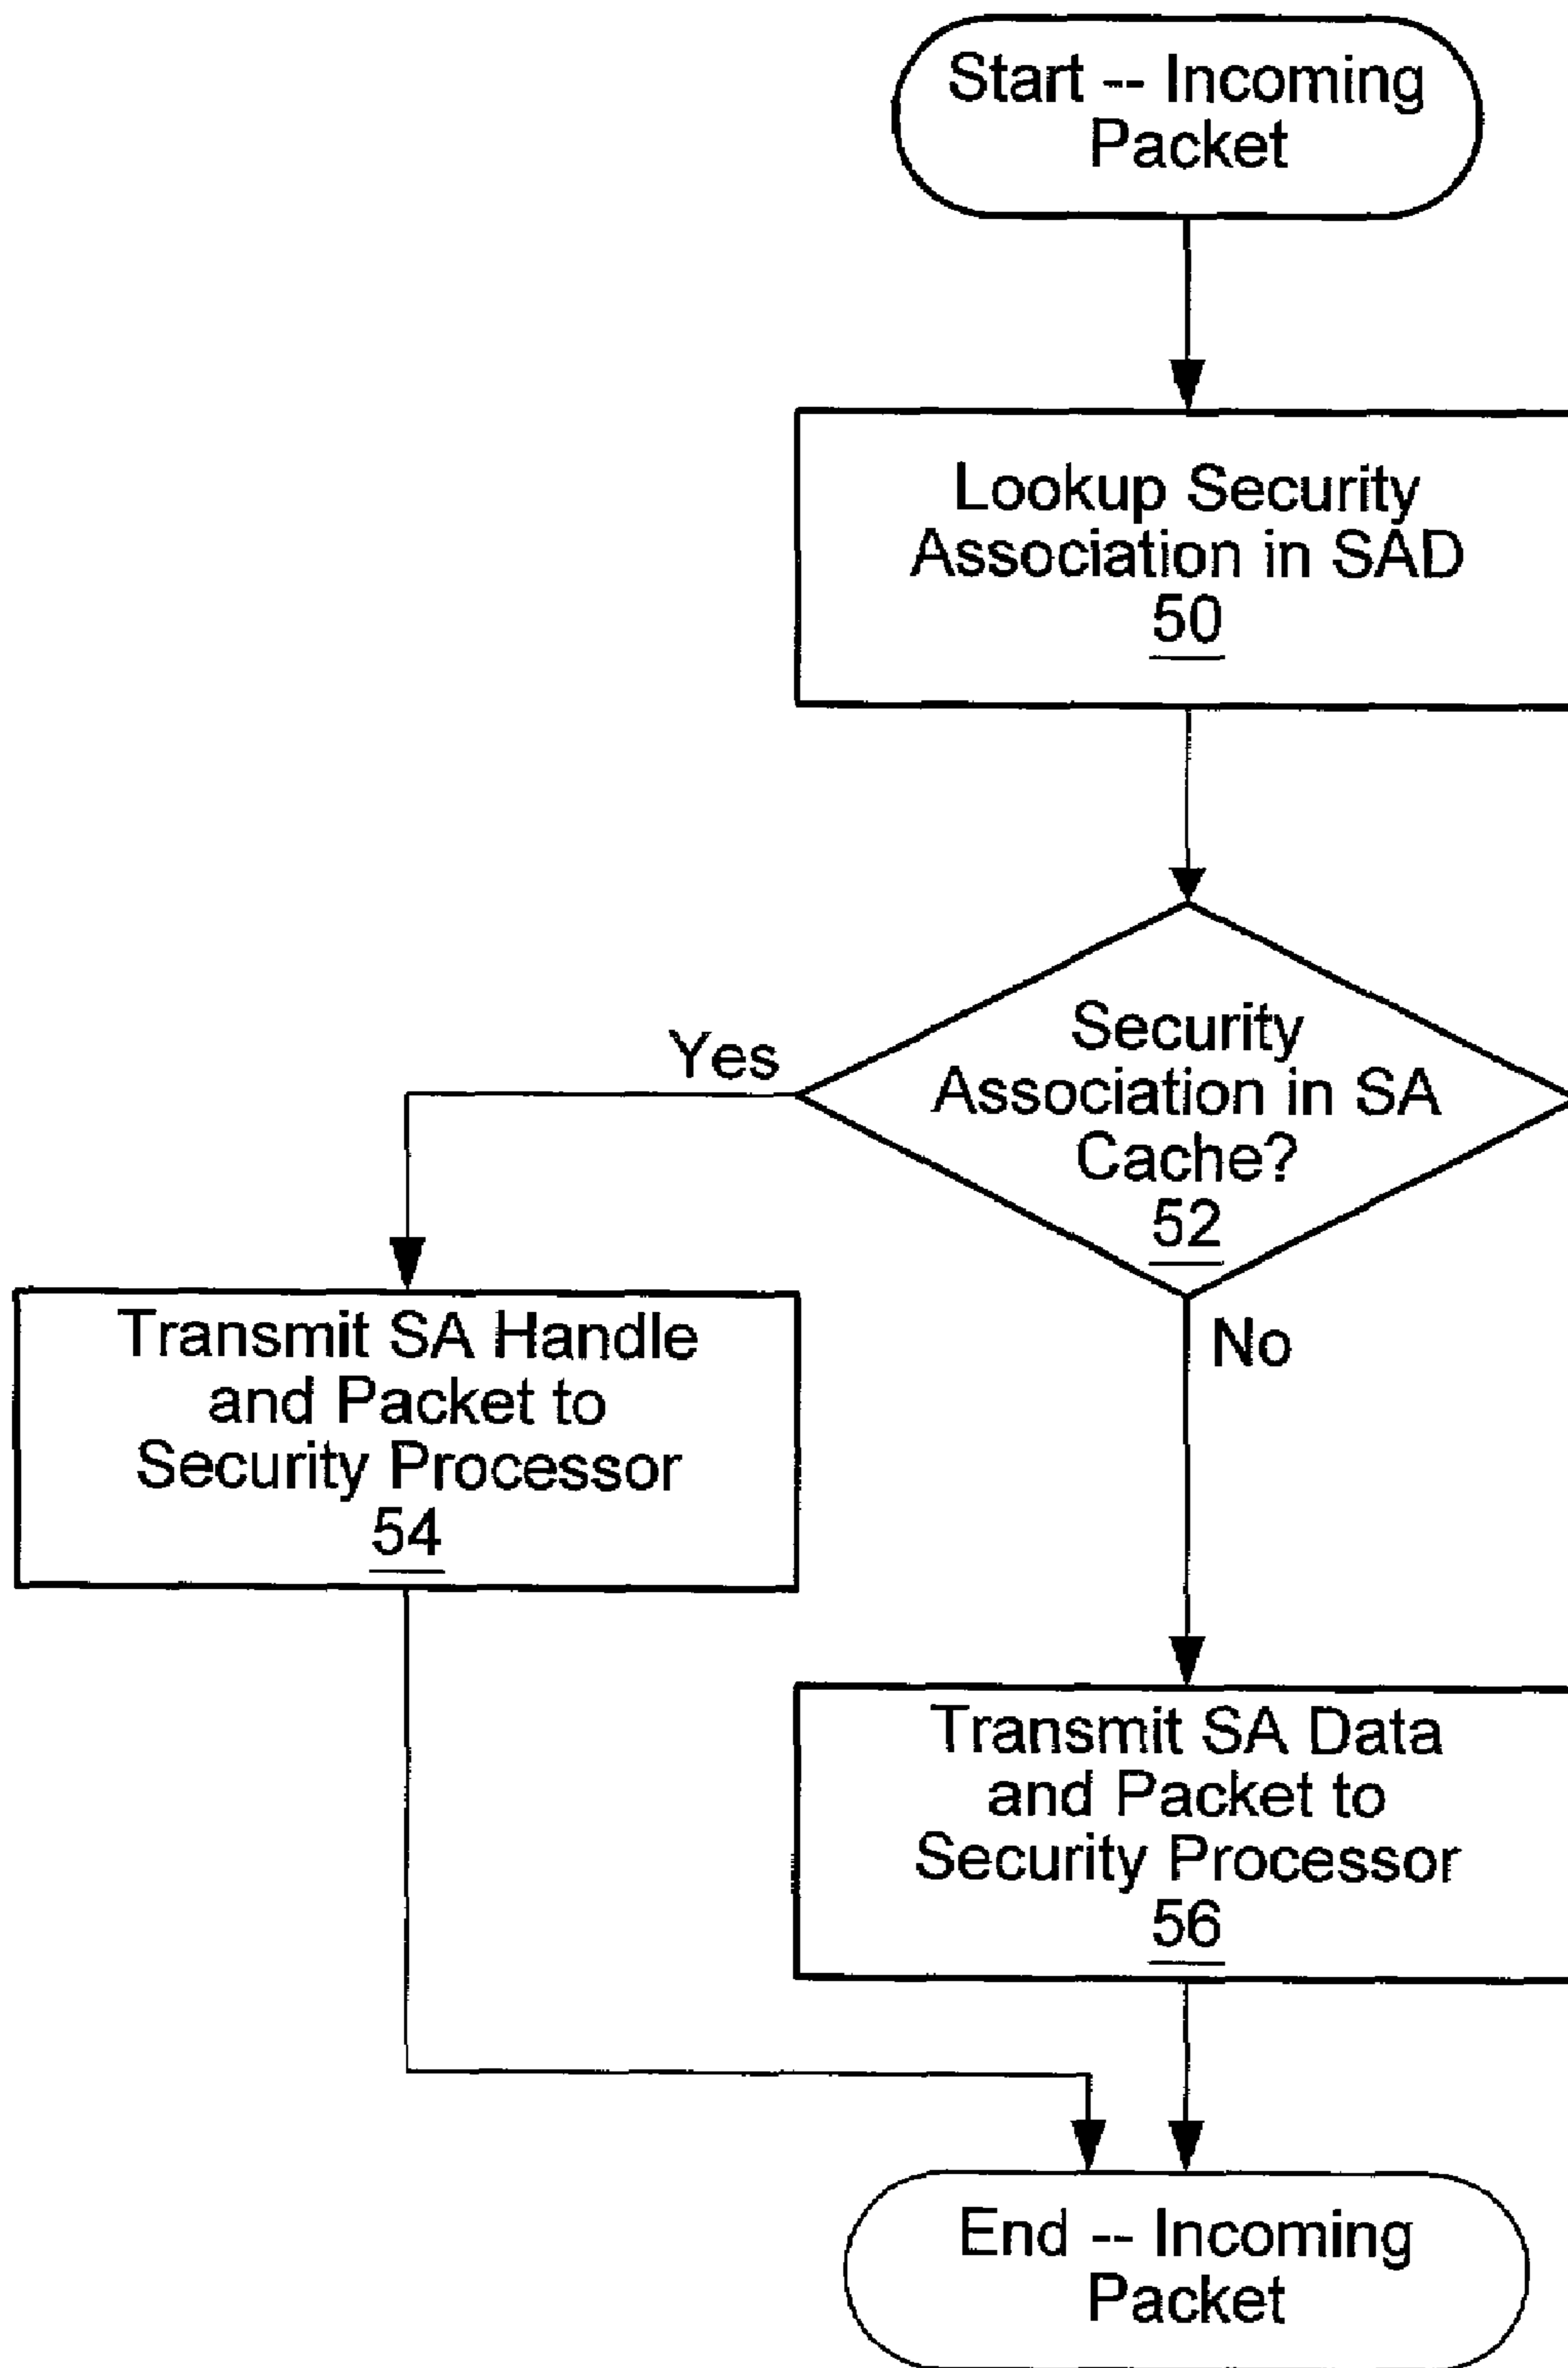 Start -- Incoming
Packet
Lookup Security
Association in SAD
50
Security
Association in SA
Cache?
52
Yes
No
Transmit SA Handle
and Packet to
Security Processor
54
Transmit SA Data
and Packet to
Security Processor
56
End -- Incoming
Packet